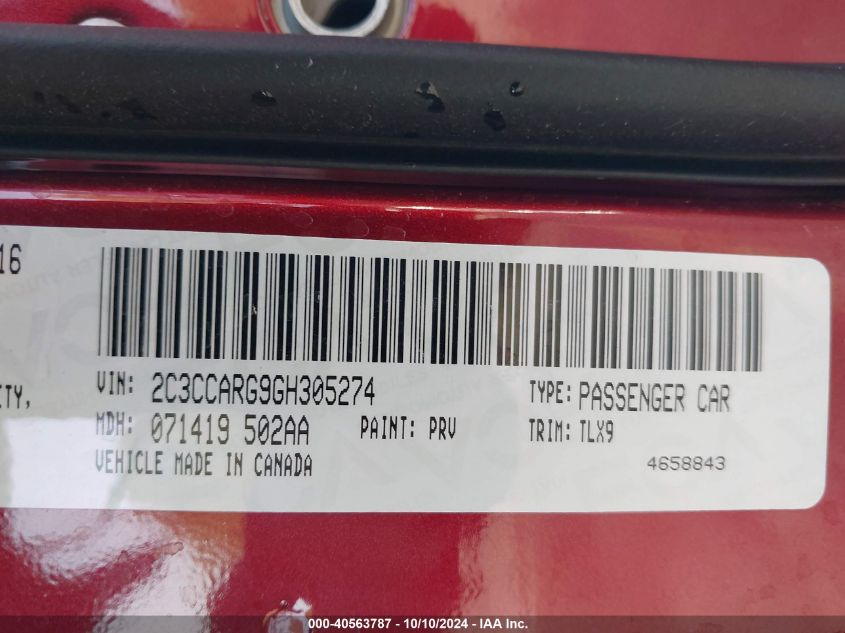 16
VIN: 2C3CCARG9GH305274
TYPE: PASSENGER CAR
ETY,
MDH: 071419 502AA
PAINT: PRV
TRIM: TLX9
VEHICLE MADE IN CANADA
4658843
000-40563787 - 10/10/2024 - IAA Inc.